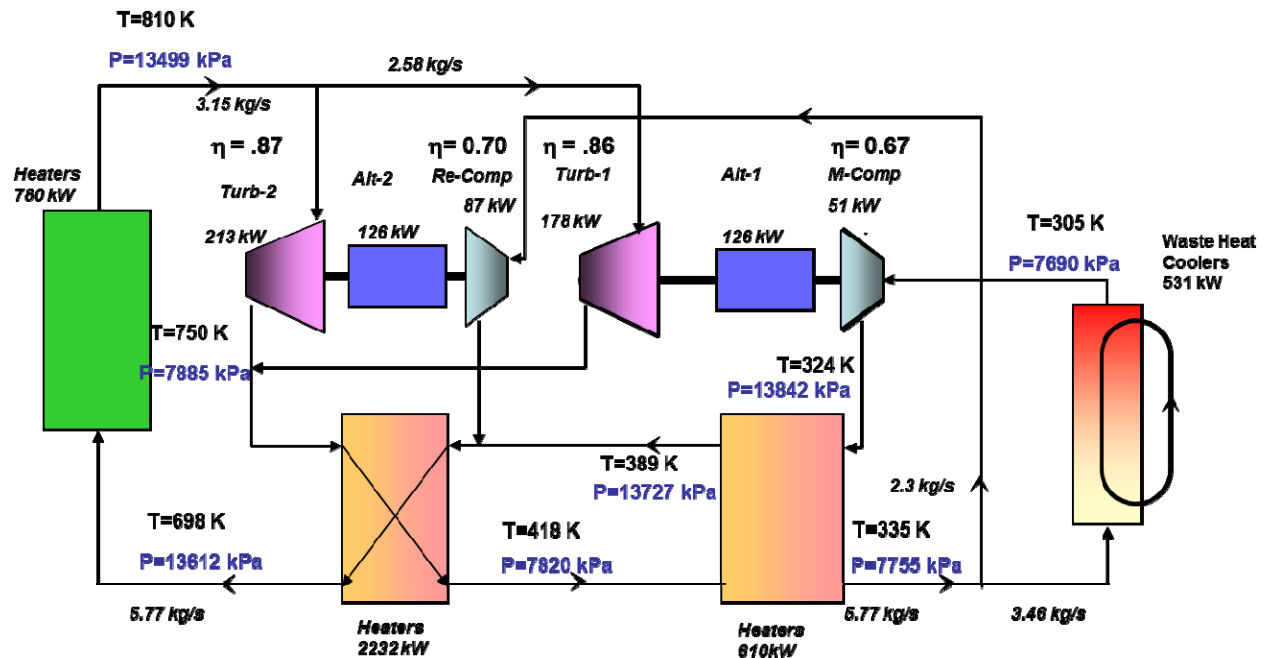 T=810 K
P=13499 kPa
2.58 kg/s
3.15 kg/s
η = .87
η= 0.70
η = .86
η= 0.67
Heaters
780 kW
Turb-2
Alt-2
Re-Comp
Turb-1
Alt-1
M-Comp
87 kW
51 kW
178 kW
213 kW
126 kW
126 kW
T=305 K
P=7690 kPa
Waste Heat
Coolers
531 kW
T=750 K
P=7885 kPa
T=324 K
P=13842 kPa
T=389 K
P=13727 kPa
2.3 kg/s
T=698 K
P=13612 kPa
T=418 K
P=7820 kPa
T=335 K
P=7755 kPa
5.77 kg/s
5.77 kg/s
3.46 kg/s
Heaters
2232 kW
Heaters
610kW